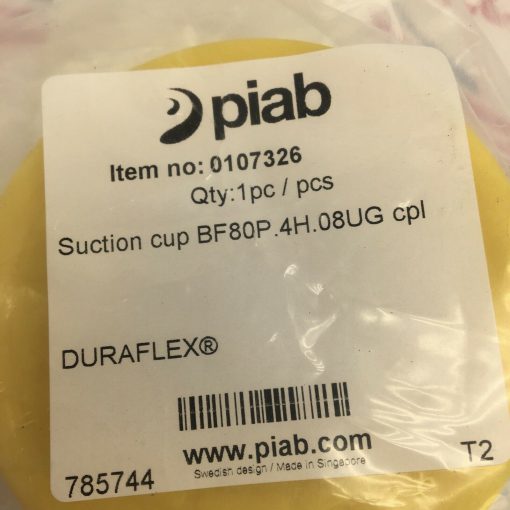 piab
Item no: 0107326
Qty:1pc / pcs
Suction cup BF80P.4H.08UG cpl
DURAFLEX®
www.piab.com
Swedish design / Made in Singapore
785744
T2